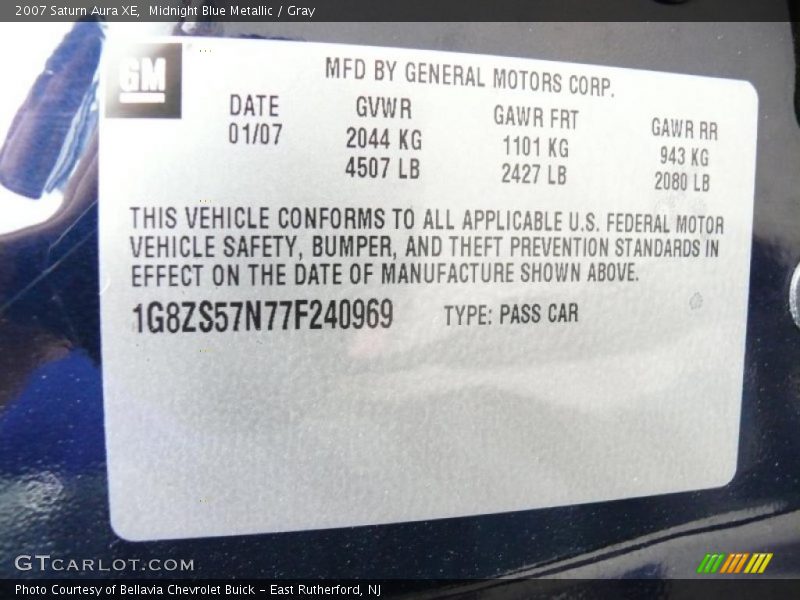 2007 Saturn Aura XE,  Midnight Blue Metallic / Gray
GM
MFD BY GENERAL MOTORS CORP.
DATE GVWR GAWR FRT GAWR RR
01/07 2044 KG 1101 KG 943 KG
4507 LB 2427 LB 2080 LB
THIS VEHICLE CONFORMS TO ALL APPLICABLE U.S. FEDERAL MOTOR
VEHICLE SAFETY, BUMPER, AND THEFT PREVENTION STANDARDS IN
EFFECT ON THE DATE OF MANUFACTURE SHOWN ABOVE.
1G8ZS57N77F240969 TYPE: PASS CAR
GTCARLOT.COM
Photo Courtesy of Bellavia Chevrolet Buick – East Rutherford, NJ